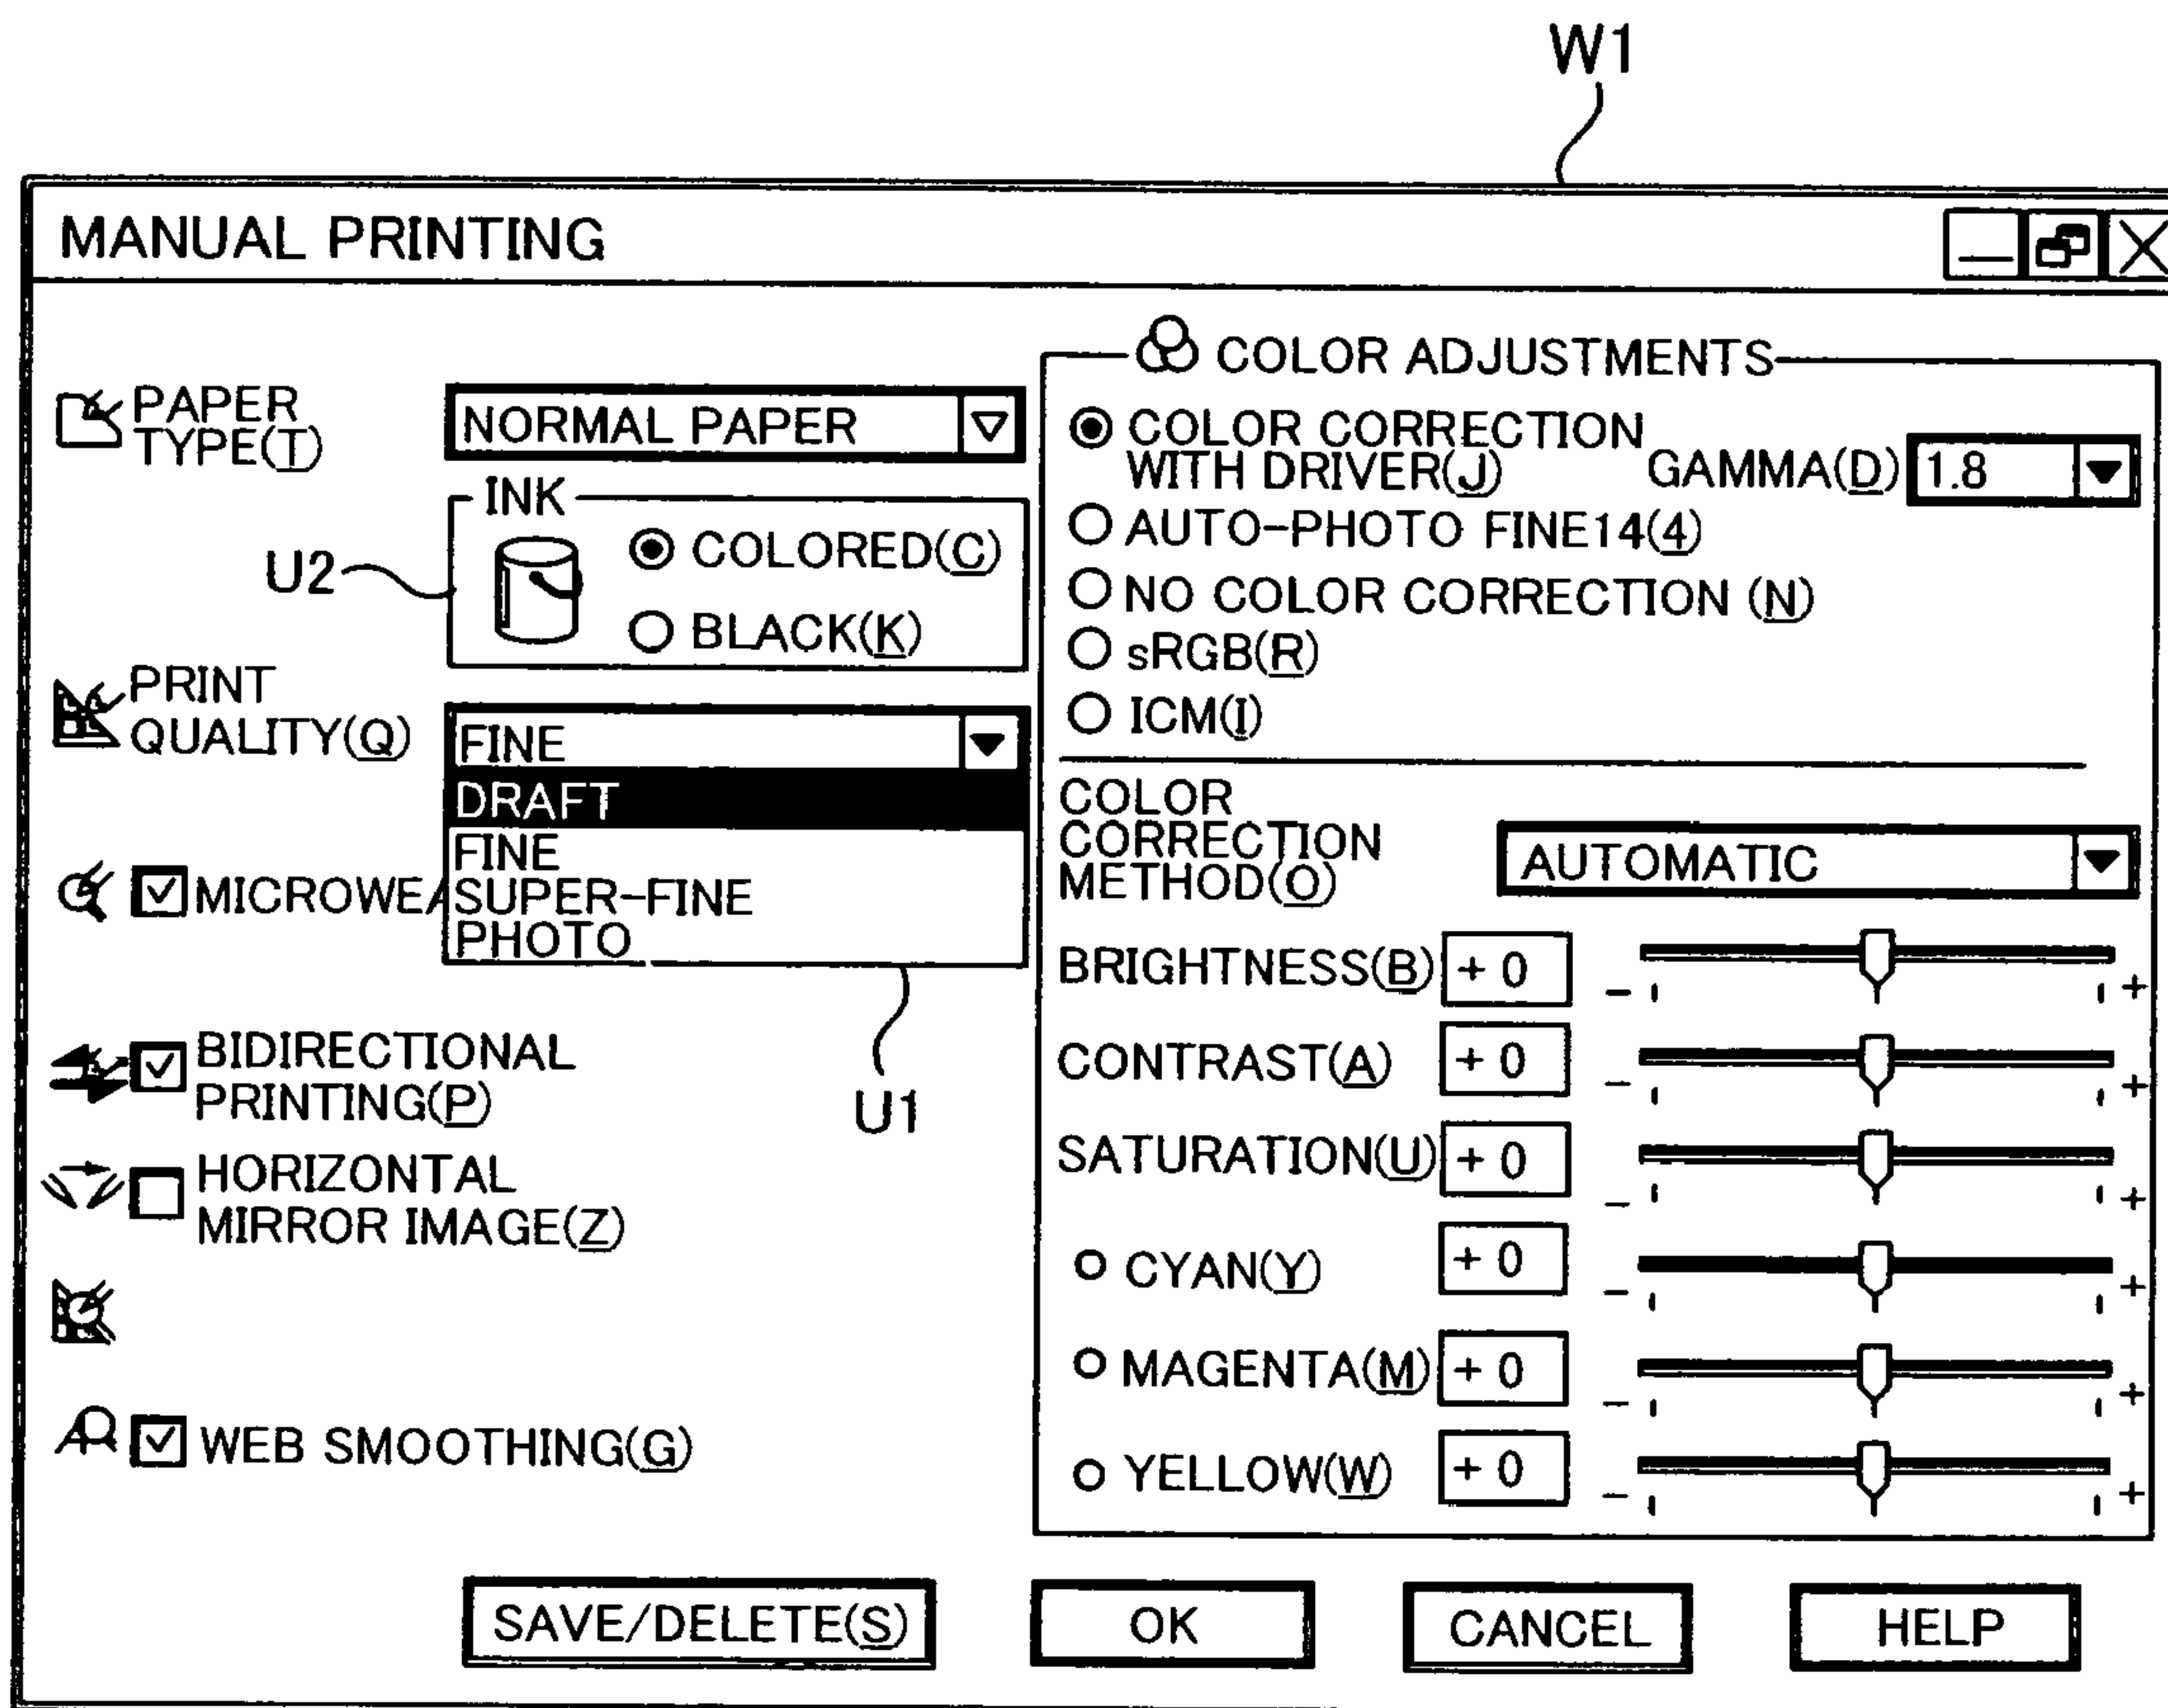 W1
MANUAL PRINTING
PAPER
TYPE(T)
NORMAL PAPER
INK
COLORED(C)
BLACK(K)
U2
PRINT
QUALITY(Q)
FINE
DRAFT
FINE
SUPER-FINE
PHOTO
MICROWEA
U1
BIDIRECTIONAL
PRINTING(P)
HORIZONTAL
MIRROR IMAGE(Z)
WEB SMOOTHING(G)
COLOR ADJUSTMENTS
COLOR CORRECTION
WITH DRIVER(J)
GAMMA(D) 1.8
AUTO-PHOTO FINE14(4)
NO COLOR CORRECTION (N)
sRGB(R)
ICM(I)
COLOR
CORRECTION
METHOD(O)
AUTOMATIC
BRIGHTNESS(B) + 0 - +
CONTRAST(A) + 0 - +
SATURATION(U) + 0 - +
CYAN(Y) + 0 - +
MAGENTA(M) + 0 - +
YELLOW(W) + 0 - +
SAVE/DELETE(S) OK CANCEL HELP